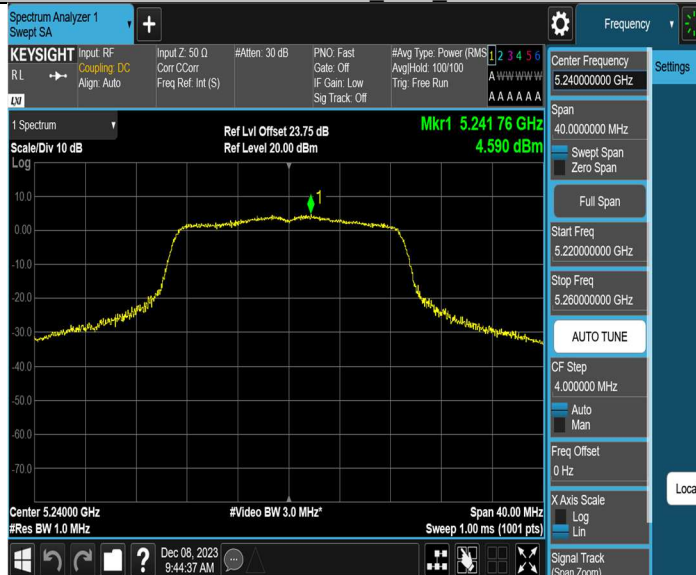 Spectrum Analyzer 1
Swept SA
+
Frequency
KEYSIGHT
RL
LXI
Input: RF
Coupling: DC
Align: Auto
Input Z: 50 Ω
Corr CCorr
Freq Ref: Int (S)
#Atten: 30 dB
PNO: Fast
Gate: Off
IF Gain: Low
Sig Track: Off
#Avg Type: Power (RMS
Avg|Hold: 100/100
Trig: Free Run
1 2 3 4 5 6
A W W W W W
A A A A A A
Center Frequency
5.240000000 GHz
Settings
1 Spectrum
Scale/Div 10 dB
Log
Ref Lvl Offset 23.75 dB
Ref Level 20.00 dBm
Mkr1 5.241 76 GHz
4.590 dBm
Span
40.0000000 MHz
Swept Span
Zero Span
Full Span
Start Freq
5.220000000 GHz
Stop Freq
5.260000000 GHz
AUTO TUNE
CF Step
4.000000 MHz
Auto
Man
Freq Offset
0 Hz
X Axis Scale
Log
Lin
Signal Track
(Span Zoom)
Loca
1
10.0
0.00
-10.0
-20.0
-30.0
-40.0
-50.0
-60.0
-70.0
Center 5.24000 GHz
#Res BW 1.0 MHz
#Video BW 3.0 MHz*
Span 40.00 MHz
Sweep 1.00 ms (1001 pts)
?
Dec 08, 2023
9:44:37 AM